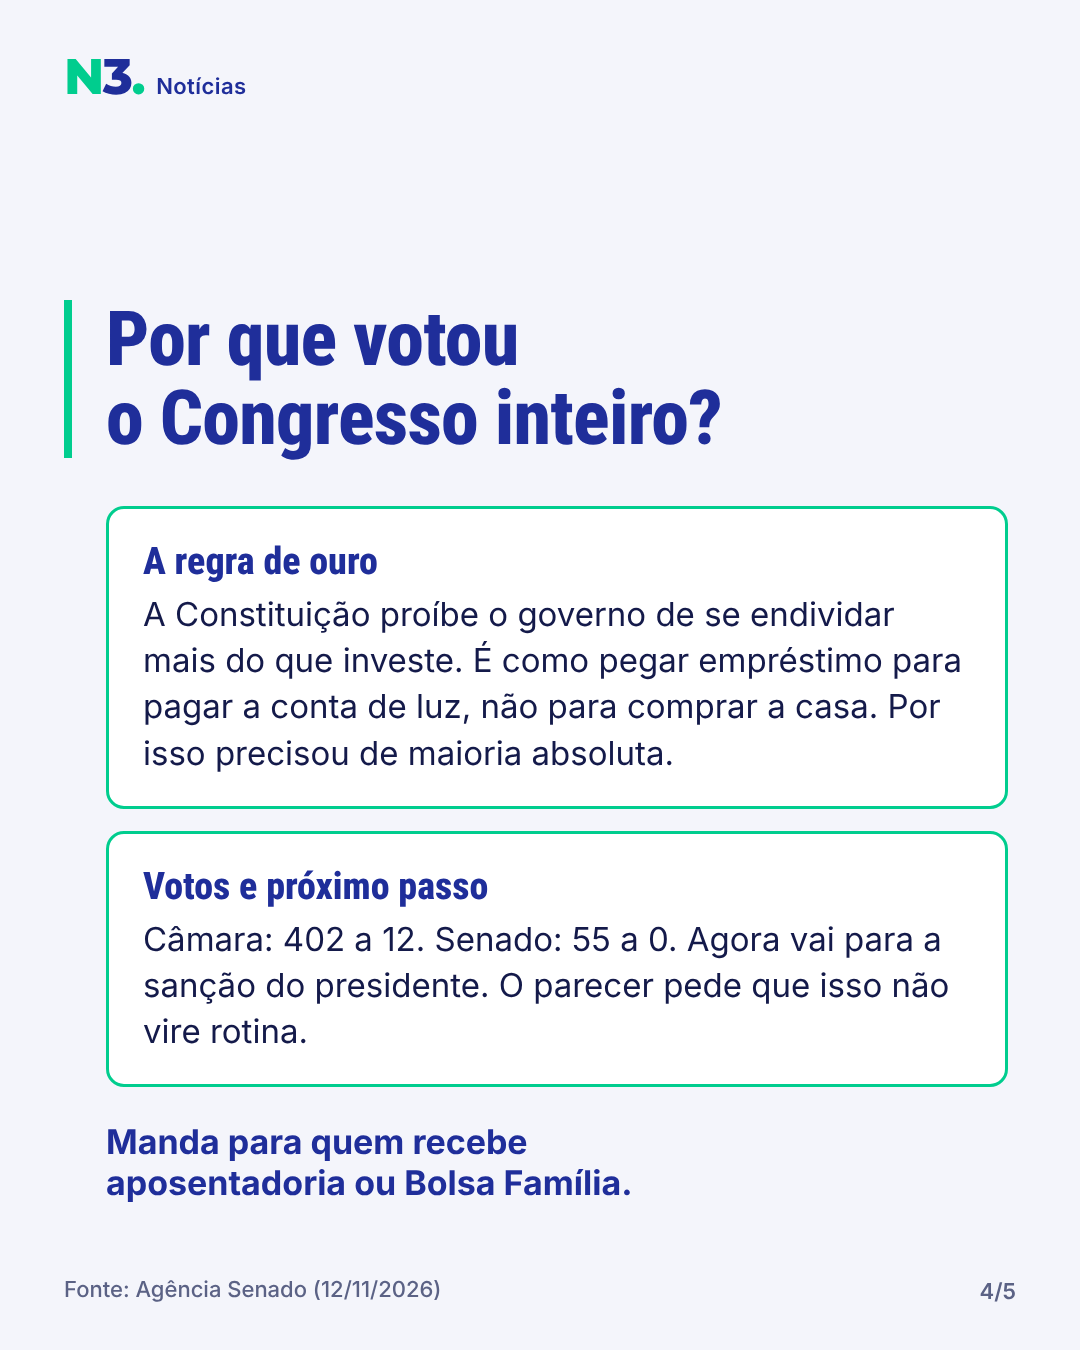 N3. Notícias
Por que votou
o Congresso inteiro?
A regra de ouro
A Constituição proíbe o governo de se endividar
mais do que investe. É como pegar empréstimo para
pagar a conta de luz, não para comprar a casa. Por
isso precisou de maioria absoluta.
Votos e próximo passo
Câmara: 402 a 12. Senado: 55 a 0. Agora vai para a
sanção do presidente. O parecer pede que isso não
vire rotina.
Manda para quem recebe
aposentadoria ou Bolsa Família.
Fonte: Agência Senado (12/11/2026)
4/5